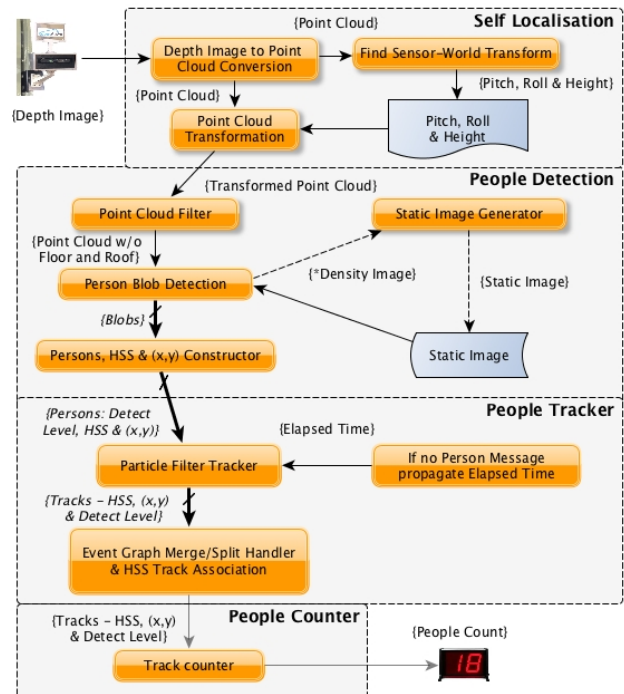 {Point Cloud}
Self Localisation
Depth Image to Point
Cloud Conversion
Find Sensor-World Transform
{Depth Image}
{Point Cloud}
{Pitch, Roll & Height}
Point Cloud
Transformation
Pitch, Roll
& Height
{Transformed Point Cloud}
People Detection
Point Cloud Filter
Static Image Generator
{Point Cloud w/o
Floor and Roof}
{*Density Image}
{Static Image}
Person Blob Detection
{Blobs}
Static Image
Persons, HSS & (x,y) Constructor
People Tracker
{Persons: Detect
Level, HSS & (x,y)}
{Elapsed Time}
Particle Filter Tracker
If no Person Message
propagate Elapsed Time
{Tracks - HSS, (x,y)
& Detect Level}
Event Graph Merge/Split Handler
& HSS Track Association
People Counter
{Tracks - HSS, (x,y)
& Detect Level}
{People Count}
Track counter
18